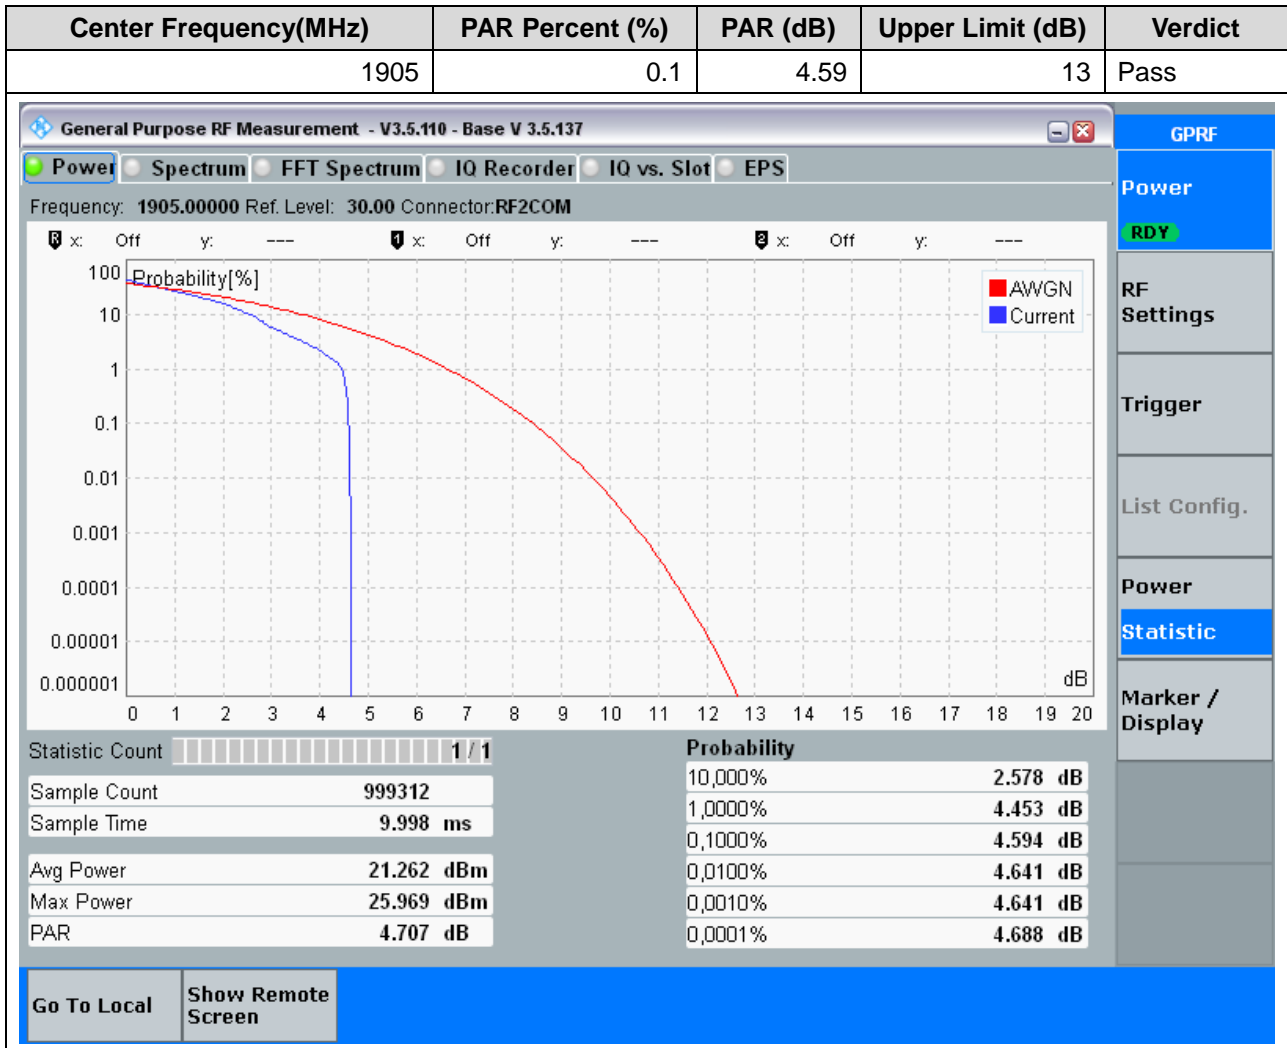 Center Frequency(MHz) PAR Percent (%) PAR (dB) Upper Limit (dB) Verdict
1905 0.1 4.59 13 Pass
General Purpose RF Measurement - V3.5.110 - Base V 3.5.137
GPRF
Power Spectrum FFT Spectrum IQ Recorder IQ vs. Slot EPS
Power
RDY
Frequency: 1905.00000 Ref. Level: 30.00 Connector:RF2COM
R x: Off y: --- 1 x: Off y: --- 2 x: Off y: ---
Probability[%]
AWGN
Current
100
10
1
0.1
0.01
0.001
0.0001
0.00001
0.000001
dB
0 1 2 3 4 5 6 7 8 9 10 11 12 13 14 15 16 17 18 19 20
RF
Settings
Trigger
List Config.
Power
Statistic
Marker /
Display
Statistic Count 1 / 1
Sample Count 999312
Sample Time 9.998 ms
Avg Power 21.262 dBm
Max Power 25.969 dBm
PAR 4.707 dB
Probability
10,000% 2.578 dB
1,0000% 4.453 dB
0,1000% 4.594 dB
0,0100% 4.641 dB
0,0010% 4.641 dB
0,0001% 4.688 dB
Go To Local
Show Remote
Screen